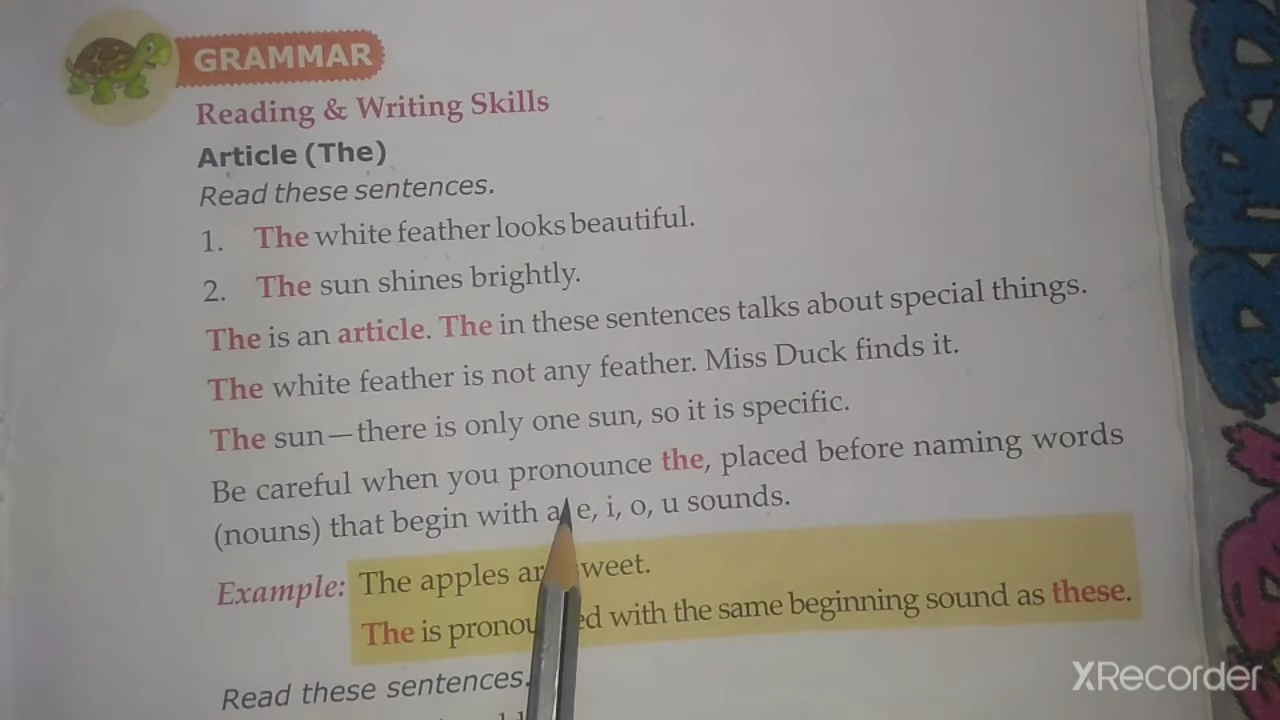 GRAMMAR
Reading & Writing Skills
Article (The)
Read these sentences.
1. The white feather looks beautiful.
2. The sun shines brightly.
The is an article. The in these sentences talks about special things.
The white feather is not any feather. Miss Duck finds it.
The sun—there is only one sun, so it is specific.
Be careful when you pronounce the, placed before naming words
(nouns) that begin with a, e, i, o, u sounds.
Example: The apples are sweet.
The is pronounced with the same beginning sound as these.
Read these sentences.
XRecorder